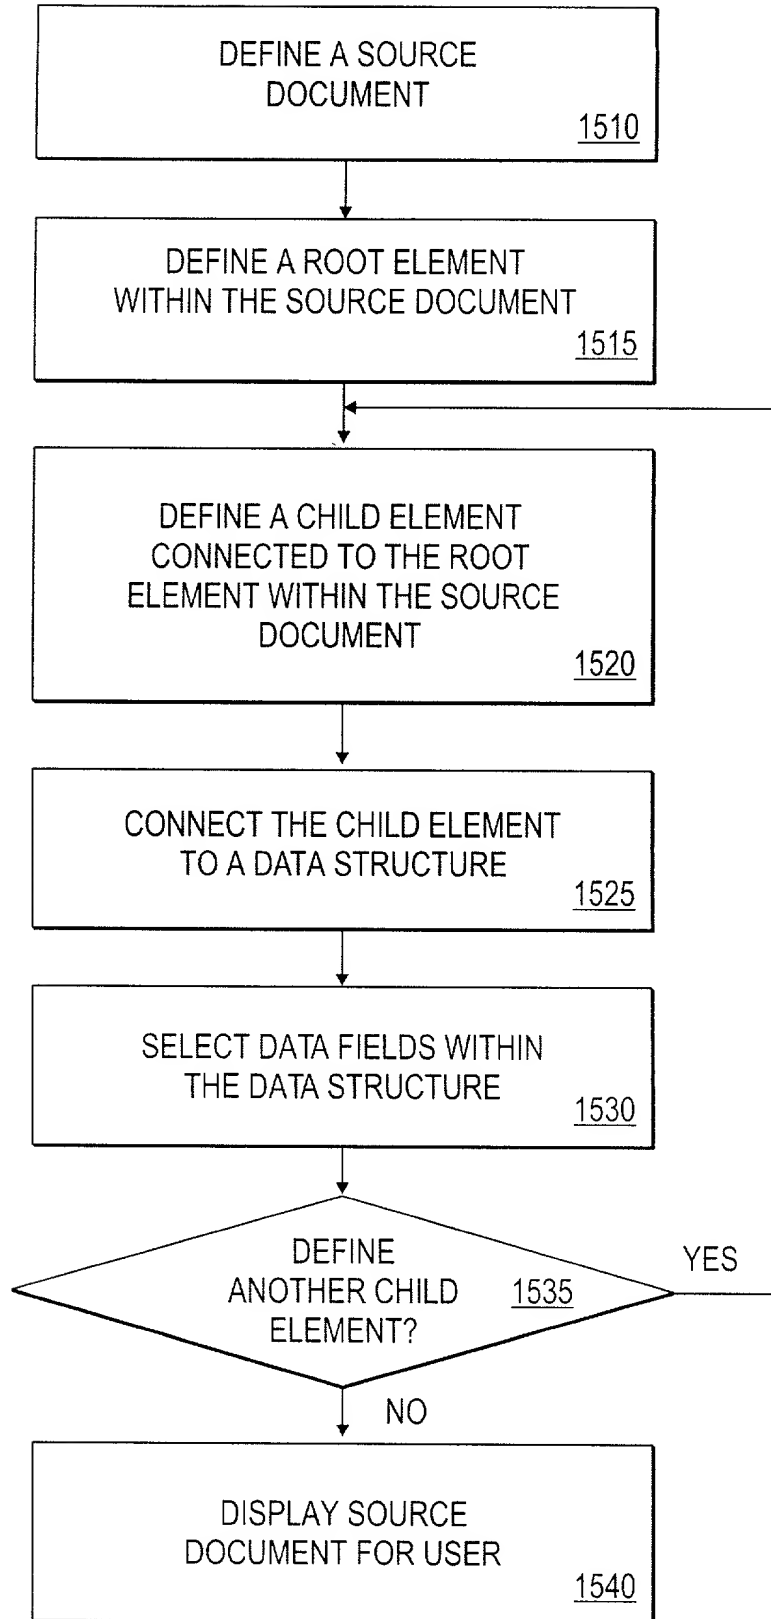 DEFINE A SOURCE
DOCUMENT
1510
DEFINE A ROOT ELEMENT
WITHIN THE SOURCE DOCUMENT
1515
DEFINE A CHILD ELEMENT
CONNECTED TO THE ROOT
ELEMENT WITHIN THE SOURCE
DOCUMENT
1520
CONNECT THE CHILD ELEMENT
TO A DATA STRUCTURE
1525
SELECT DATA FIELDS WITHIN
THE DATA STRUCTURE
1530
DEFINE
ANOTHER CHILD
ELEMENT?
1535
YES
NO
DISPLAY SOURCE
DOCUMENT FOR USER
1540